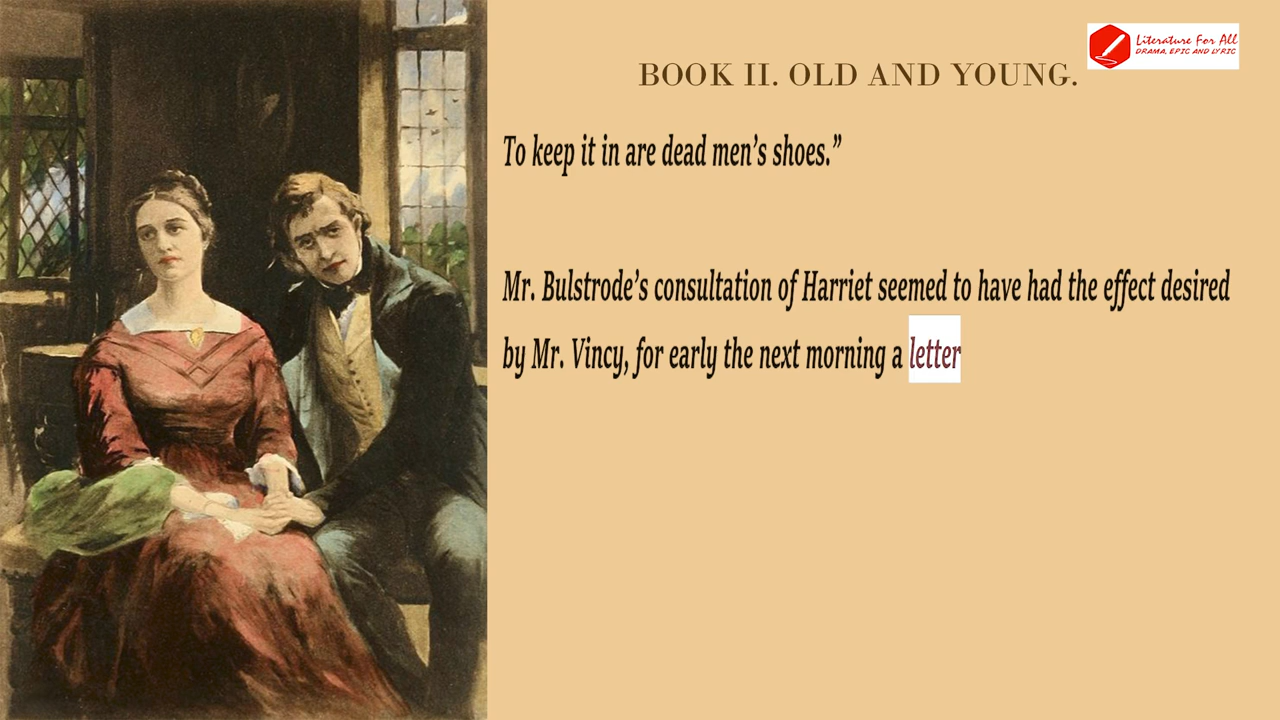 Literature For All
DRAMA, EPIC AND LYRIC
BOOK II. OLD AND YOUNG.
To keep it in are dead men’s shoes.”
Mr. Bulstrode’s consultation of Harriet seemed to have had the effect desired
by Mr. Vincy, for early the next morning a letter